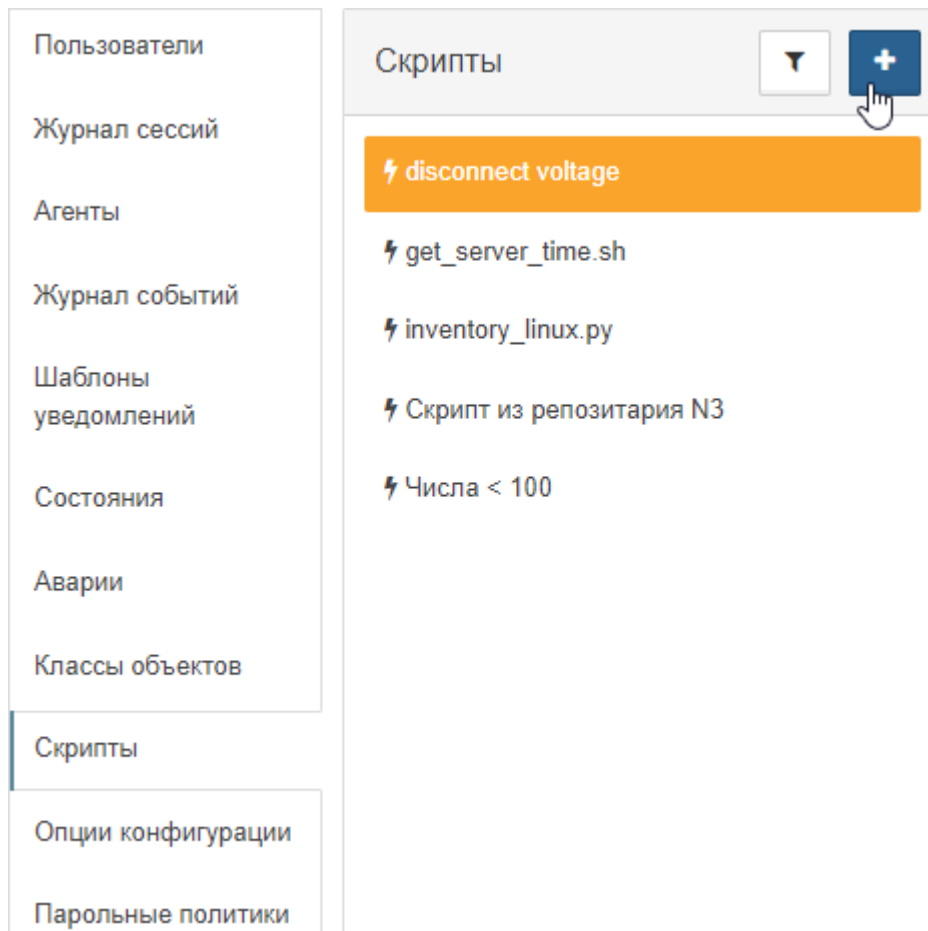 Пользователи
Журнал сессий
Агенты
Журнал событий
Шаблоны
уведомлений
Состояния
Аварии
Классы объектов
Скрипты
Опции конфигурации
Парольные политики
Скрипты
disconnect voltage
get_server_time.sh
inventory_linux.py
Скрипт из репозитария N3
Числа < 100